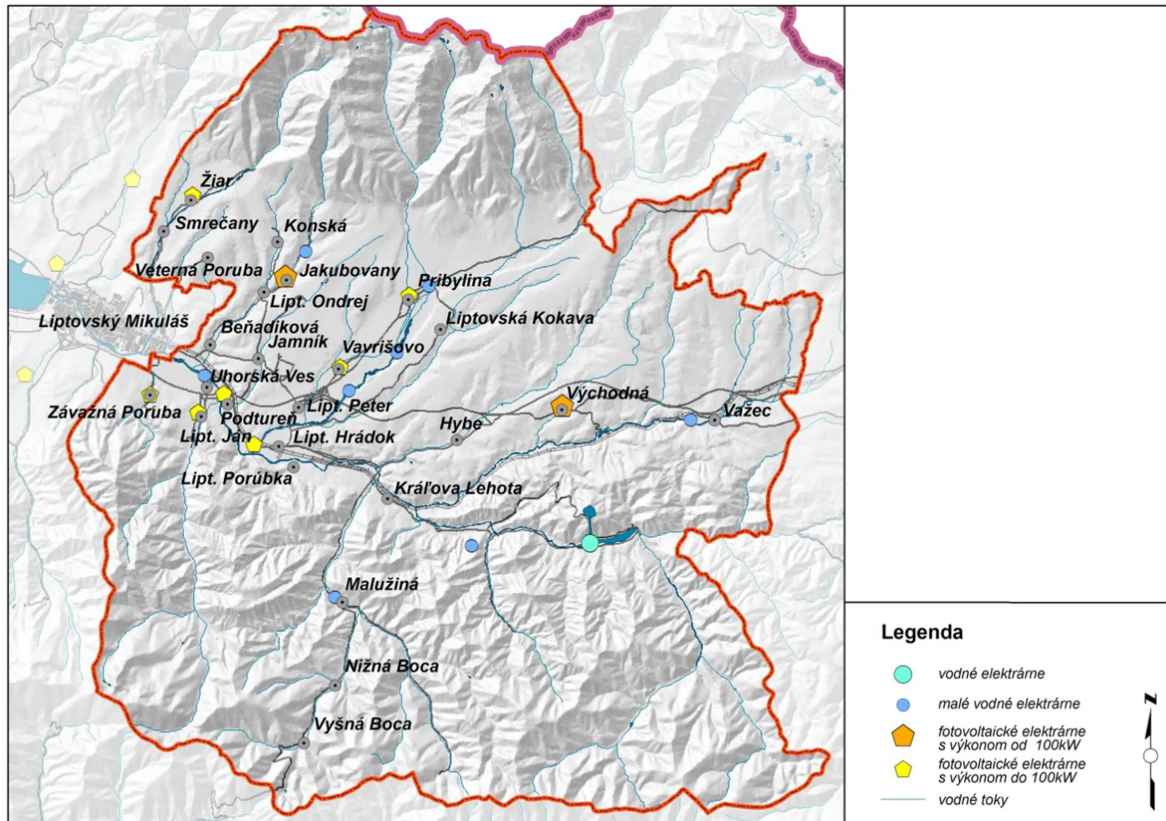 Žiar
Smrečany
Konská
Veterná Poruba
Jakubovany
Pribylina
Lipt. Ondrej
Liptovský Mikuláš
Liptovská Kokava
Beňadiková
Jamník
Vavrišovo
Uhorská Ves
Východná
Závažná Poruba
Podtureň
Lipt. Peter
Važec
Lipt. Ján
Lipt. Hrádok
Hybe
Lipt. Porúbka
Kráľova Lehota
Malužiná
Nižná Boca
Vyšná Boca
Legenda
vodné elektrárne
malé vodné elektrárne
fotovoltaické elektrárne
s výkonom od 100kW
fotovoltaické elektrárne
s výkonom do 100kW
vodné toky
N